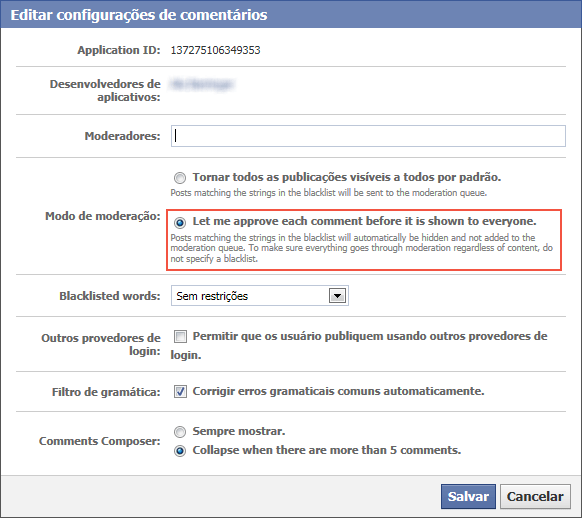 Editar configurações de comentários
Application ID: 137275106349353
Desenvolvedores de
aplicativos:
Moderadores:
Tornar todos as publicações visíveis a todos por padrão.
Posts matching the strings in the blacklist will be sent to the moderation queue.
Modo de moderação:
Let me approve each comment before it is shown to everyone.
Posts matching the strings in the blacklist will automatically be hidden and not added to the
moderation queue. To make sure everything goes through moderation regardless of content, do
not specify a blacklist.
Blacklisted words: Sem restrições
Outros provedores de
login:
Permitir que os usuário publiquem usando outros provedores de
login.
Filtro de gramática: Corrigir erros gramaticais comuns automaticamente.
Comments Composer:
Sempre mostrar.
Collapse when there are more than 5 comments.
Salvar Cancelar